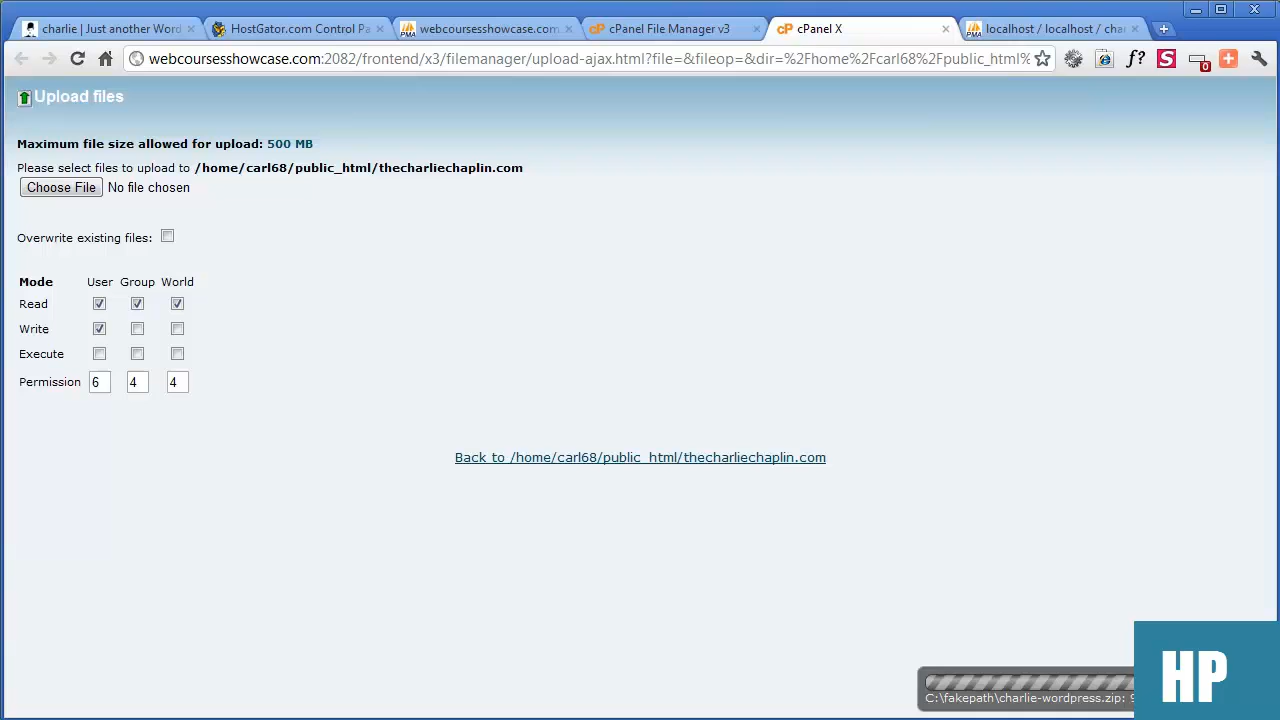 charlie | Just another Word
HostGator.com Control Pa
webcoursesshowcase.com
cPanel File Manager v3
cPanel X
localhost / localhost / cha
webcoursesshowcase.com:2082/frontend/x3/filemanager/upload-ajax.html?file=&fileop=&dir=%2Fhome%2Fcarl68%2Fpublic_html%
Upload files
Maximum file size allowed for upload: 500 MB
Please select files to upload to /home/carl68/public_html/thecharliechaplin.com
Choose File No file chosen
Overwrite existing files:
Mode User Group World
Read
Write
Execute
Permission 6 4 4
Back to /home/carl68/public_html/thecharliechaplin.com
C:\fakepath\charlie-wordpress.zip:
HP